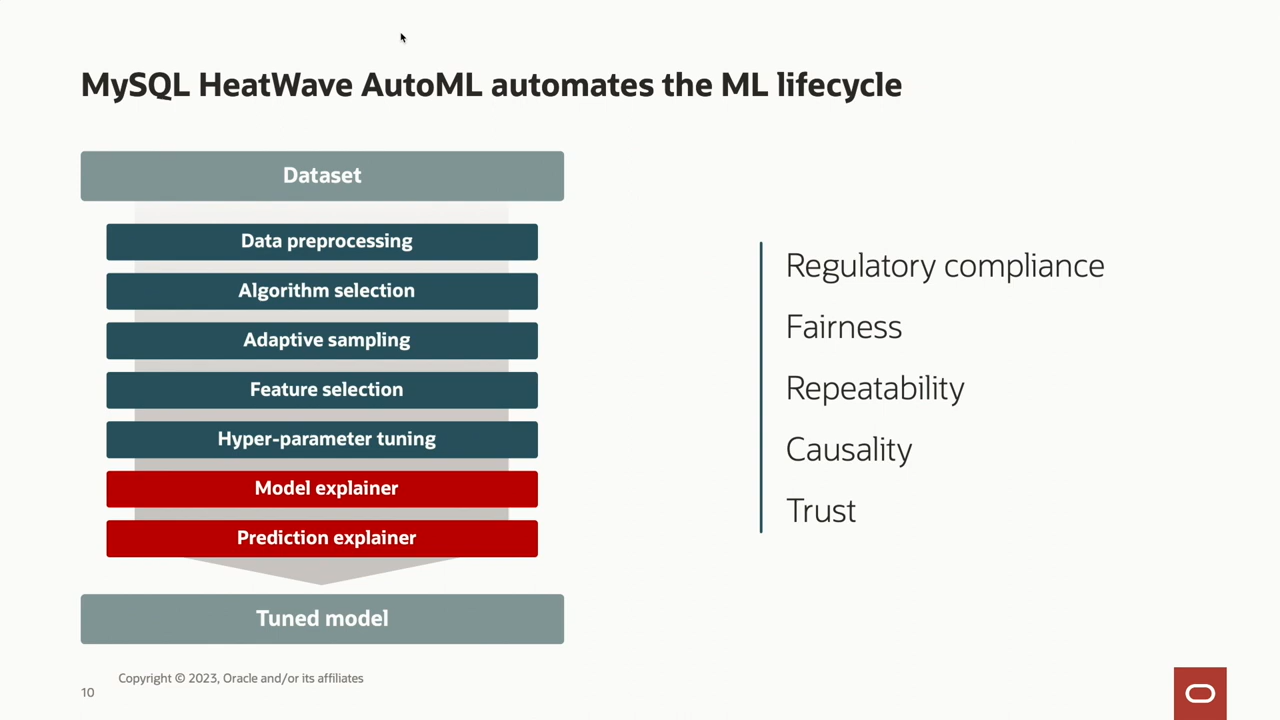 MySQL HeatWave AutoML automates the ML lifecycle
Dataset
Data preprocessing
Algorithm selection
Adaptive sampling
Feature selection
Hyper-parameter tuning
Model explainer
Prediction explainer
Tuned model
Regulatory compliance
Fairness
Repeatability
Causality
Trust
Copyright © 2023, Oracle and/or its affiliates
10